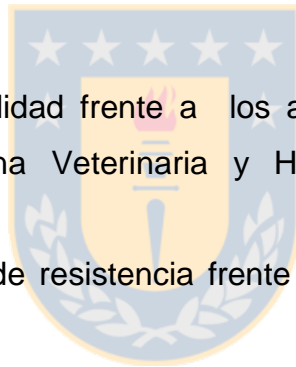 lidad frente a los a
na Veterinaria y H
de resistencia frente